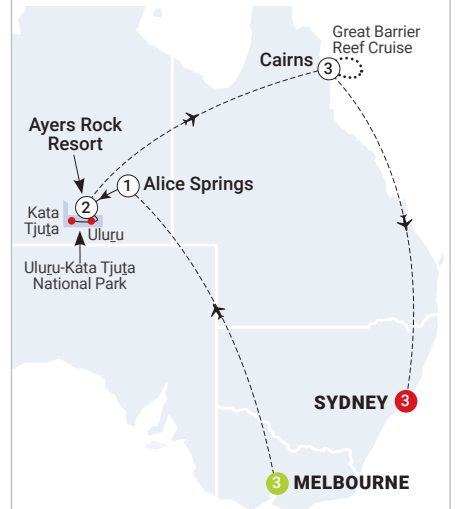 Great Barrier
Reef Cruise
Cairns 3
Ayers Rock
Resort
1 Alice Springs
2
Kata
Tjuṯa
Uluṟu
Uluṟu-Kata Tjuṯa
National Park
SYDNEY 3
3 MELBOURNE